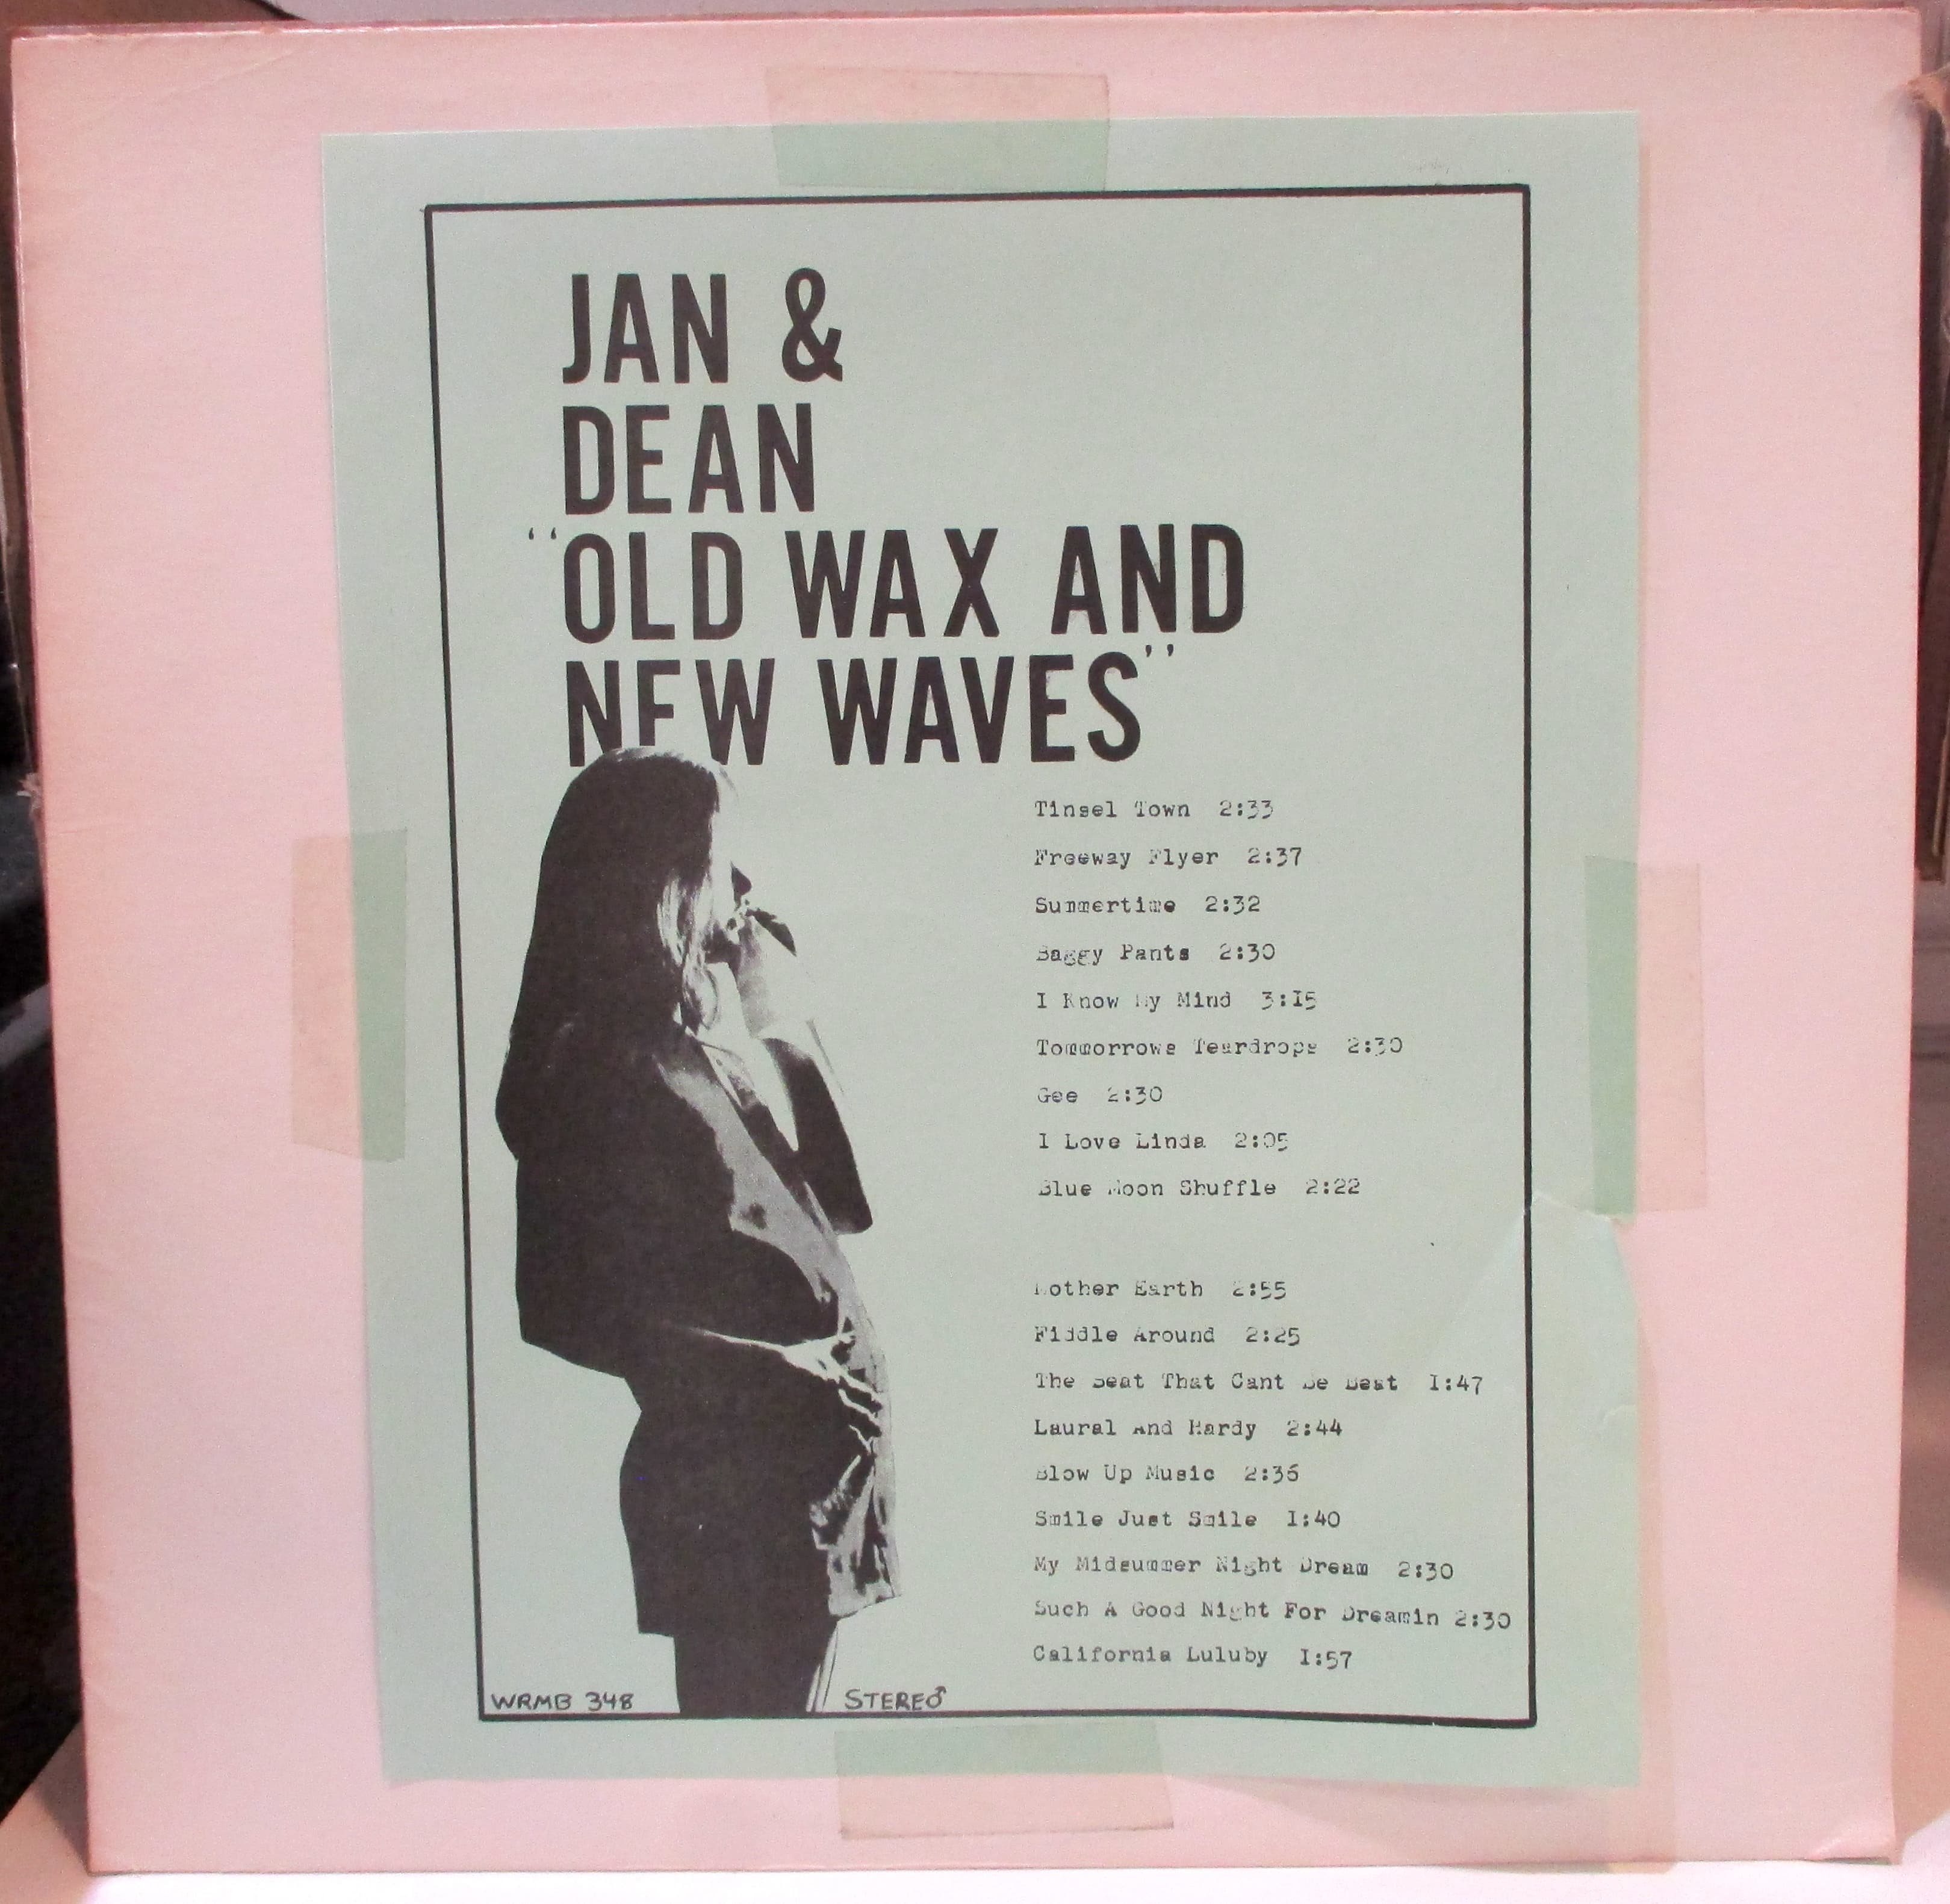 JAN &
DEAN
"OLD WAX AND
NEW WAVES"
Tinsel Town 2:33
Freeway Flyer 2:37
Summertime 2:32
Baggy Pants 2:30
I Know My Mind 3:15
Tommorrows Teardrops 2:30
Gee 2:30
I Love Linda 2:05
Blue Moon Shuffle 2:22
Mother Earth 2:55
Fiddle Around 2:25
The Beat That Cant Be Beat 1:47
Laural And Hardy 2:44
Blow Up Music 2:36
Smile Just Smile 1:40
My Midsummer Night Dream 2:30
Such A Good Night For Dreamin 2:30
California Luluby 1:57
WRMB 348 STEREO